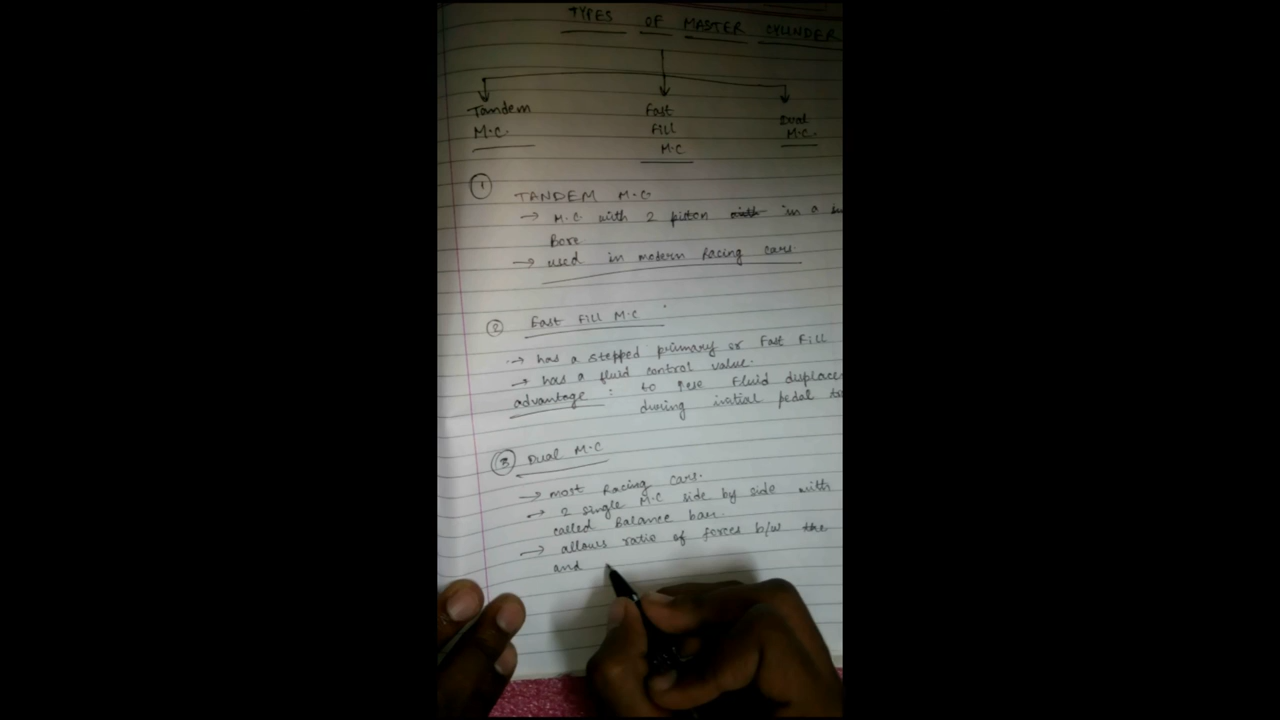 TYPES OF MASTER CYLINDER
Tandem
M.C.
Fast
Fill
M.C
Dual
M.C.
① TANDEM M.C
→ M.C. with 2 piston in a
Bore.
→ used in modern Racing cars.
② Fast Fill M.C
→ has a stepped primary or Fast Fill
→ has a fluid control value.
advantage : to ↑se Fluid displace
during initial pedal
③ Dual M.C
→ most Racing cars.
→ 2 single M.C side by side with
called Balance bar.
→ allows ratio of forces b/w the
and